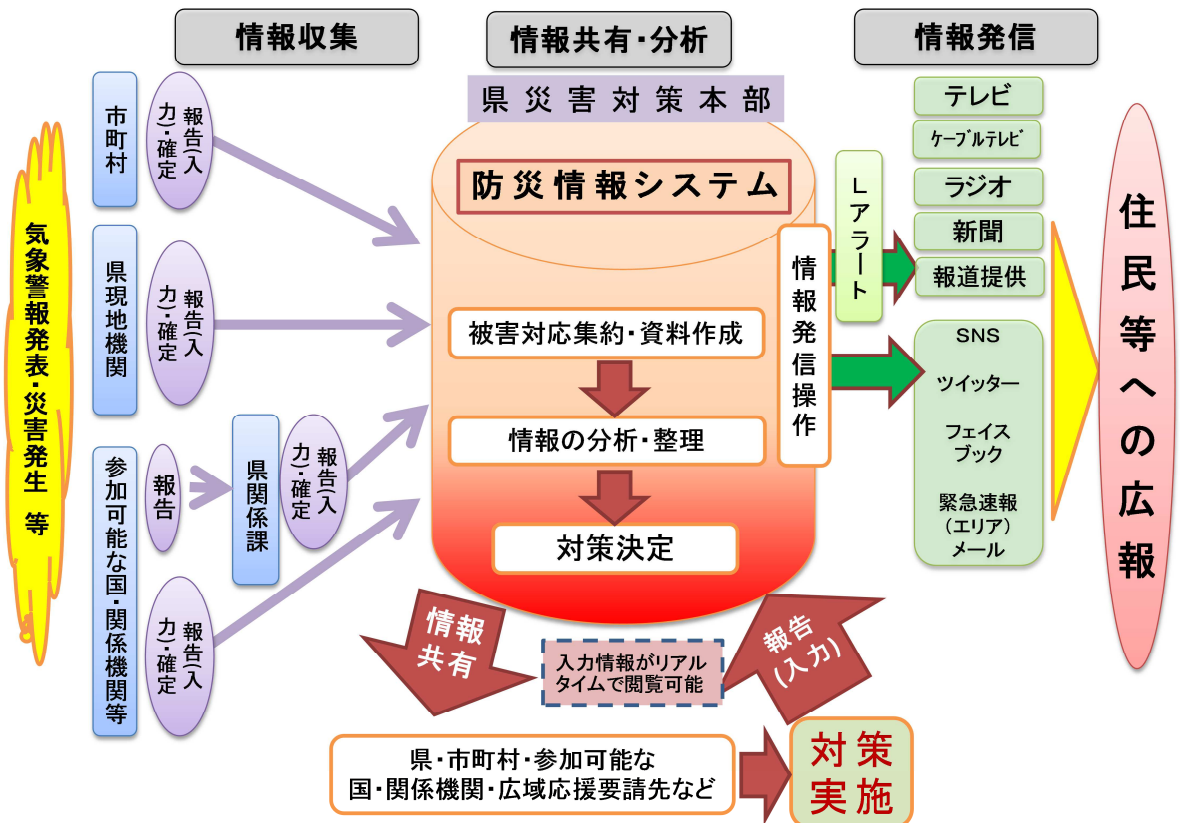 情報収集
情報共有・分析
情報発信
気象警報発表・災害発生 等
市町村
報告(入
力)・確定
県現地機関
報告(入
力)・確定
参加可能な国・関係機関等
報告
県関係課
報告(入
力)・確定
報告(入
力)・確定
県災害対策本部
防災情報システム
被害対応集約・資料作成
情報の分析・整理
対策決定
情報発信操作
Lアラート
テレビ
ケーブルテレビ
ラジオ
新聞
報道提供
SNS
ツイッター
フェイス
ブック
緊急速報
(エリア)
メール
住民等への広報
情報
共有
入力情報がリアル
タイムで閲覧可能
報告
(入力)
県・市町村・参加可能な
国・関係機関・広域応援要請先など
対策
実施